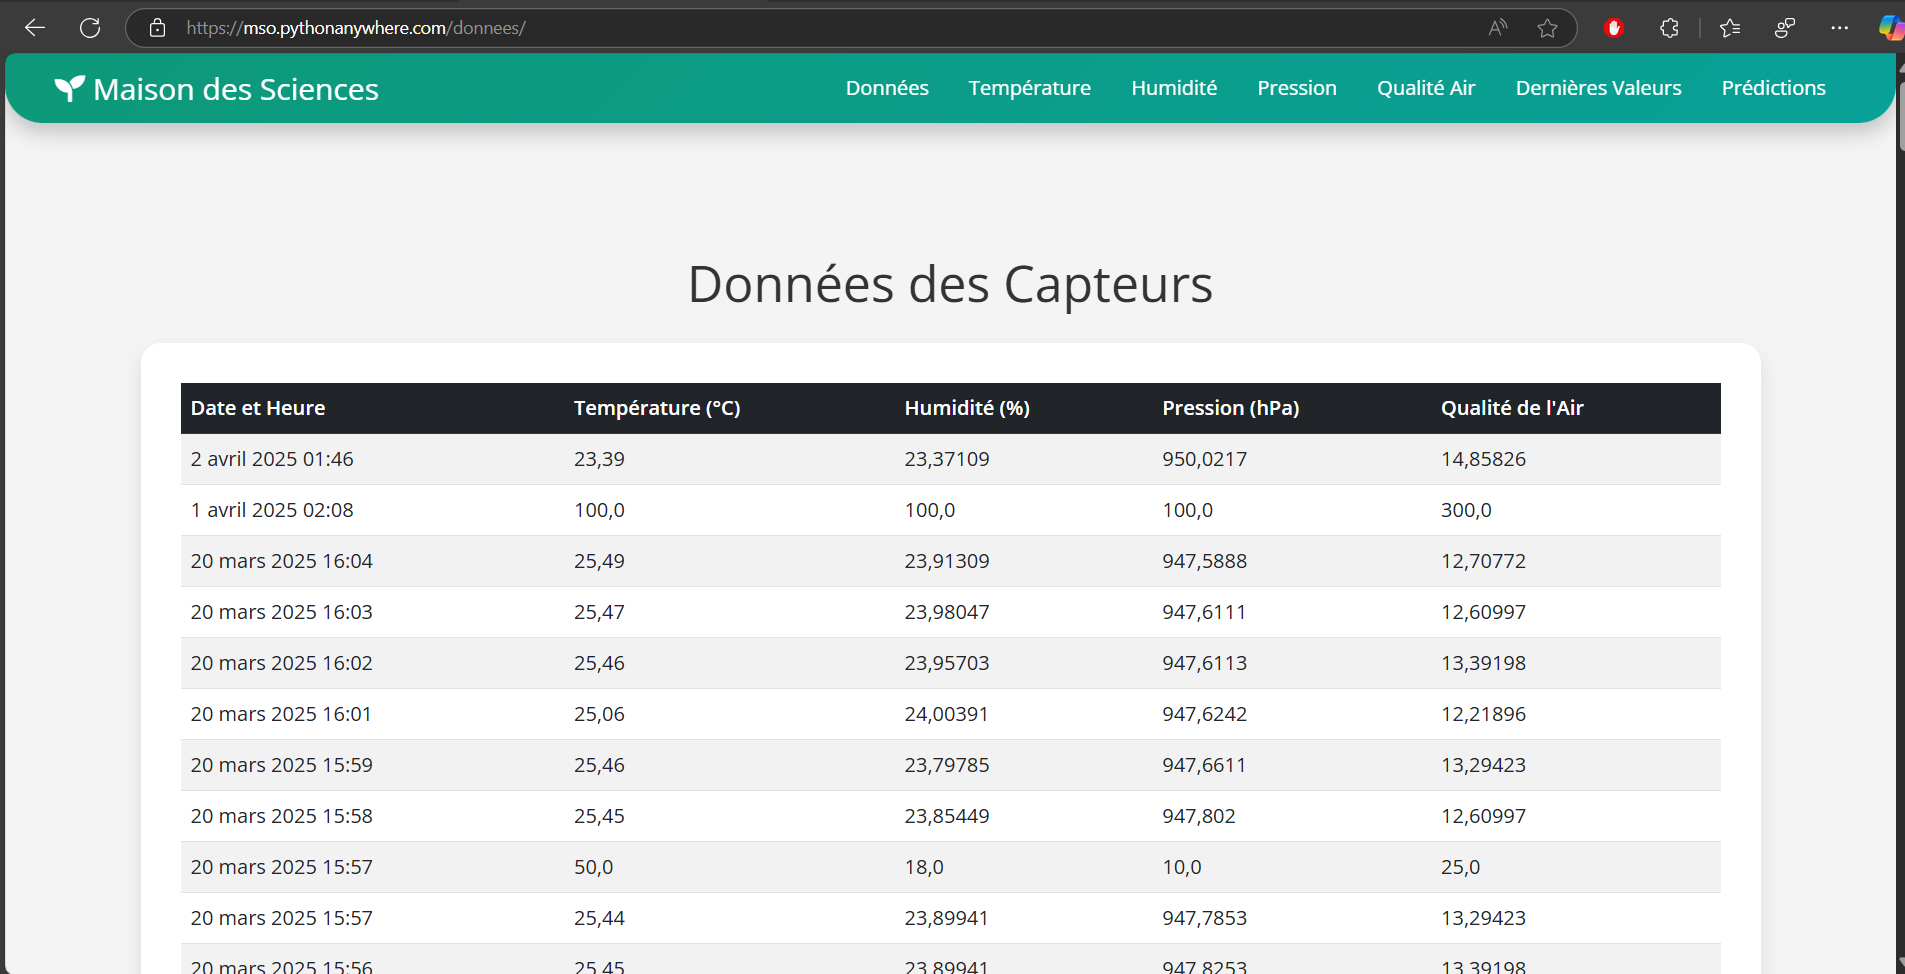 https://mso.pythonanywhere.com/donnees/
Maison des Sciences Données Température Humidité Pression Qualité Air Dernières Valeurs Prédictions
Données des Capteurs
Date et Heure Température (°C) Humidité (%) Pression (hPa) Qualité de l'Air
2 avril 2025 01:46 23,39 23,37109 950,0217 14,85826
1 avril 2025 02:08 100,0 100,0 100,0 300,0
20 mars 2025 16:04 25,49 23,91309 947,5888 12,70772
20 mars 2025 16:03 25,47 23,98047 947,6111 12,60997
20 mars 2025 16:02 25,46 23,95703 947,6113 13,39198
20 mars 2025 16:01 25,06 24,00391 947,6242 12,21896
20 mars 2025 15:59 25,46 23,79785 947,6611 13,29423
20 mars 2025 15:58 25,45 23,85449 947,802 12,60997
20 mars 2025 15:57 50,0 18,0 10,0 25,0
20 mars 2025 15:57 25,44 23,89941 947,7853 13,29423
20 mars 2025 15:56 25,45 23,89941 947,8253 13,39198